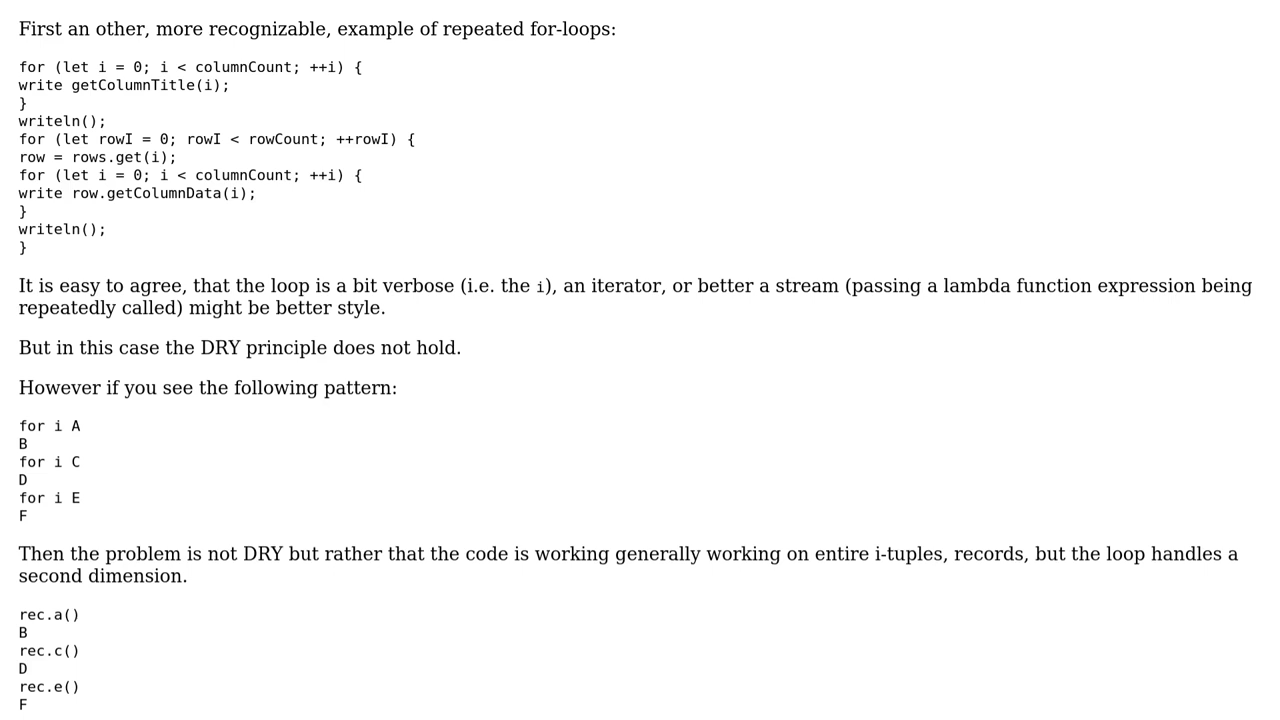 First an other, more recognizable, example of repeated for-loops:
for (let i = 0; i < columnCount; ++i) {
write getColumnTitle(i);
}
writeln();
for (let rowI = 0; rowI < rowCount; ++rowI) {
row = rows.get(i);
for (let i = 0; i < columnCount; ++i) {
write row.getColumnData(i);
}
writeln();
}
It is easy to agree, that the loop is a bit verbose (i.e. the i), an iterator, or better a stream (passing a lambda function expression being
repeatedly called) might be better style.
But in this case the DRY principle does not hold.
However if you see the following pattern:
for i A
B
for i C
D
for i E
F
Then the problem is not DRY but rather that the code is working generally working on entire i-tuples, records, but the loop handles a
second dimension.
rec.a()
B
rec.c()
D
rec.e()
F